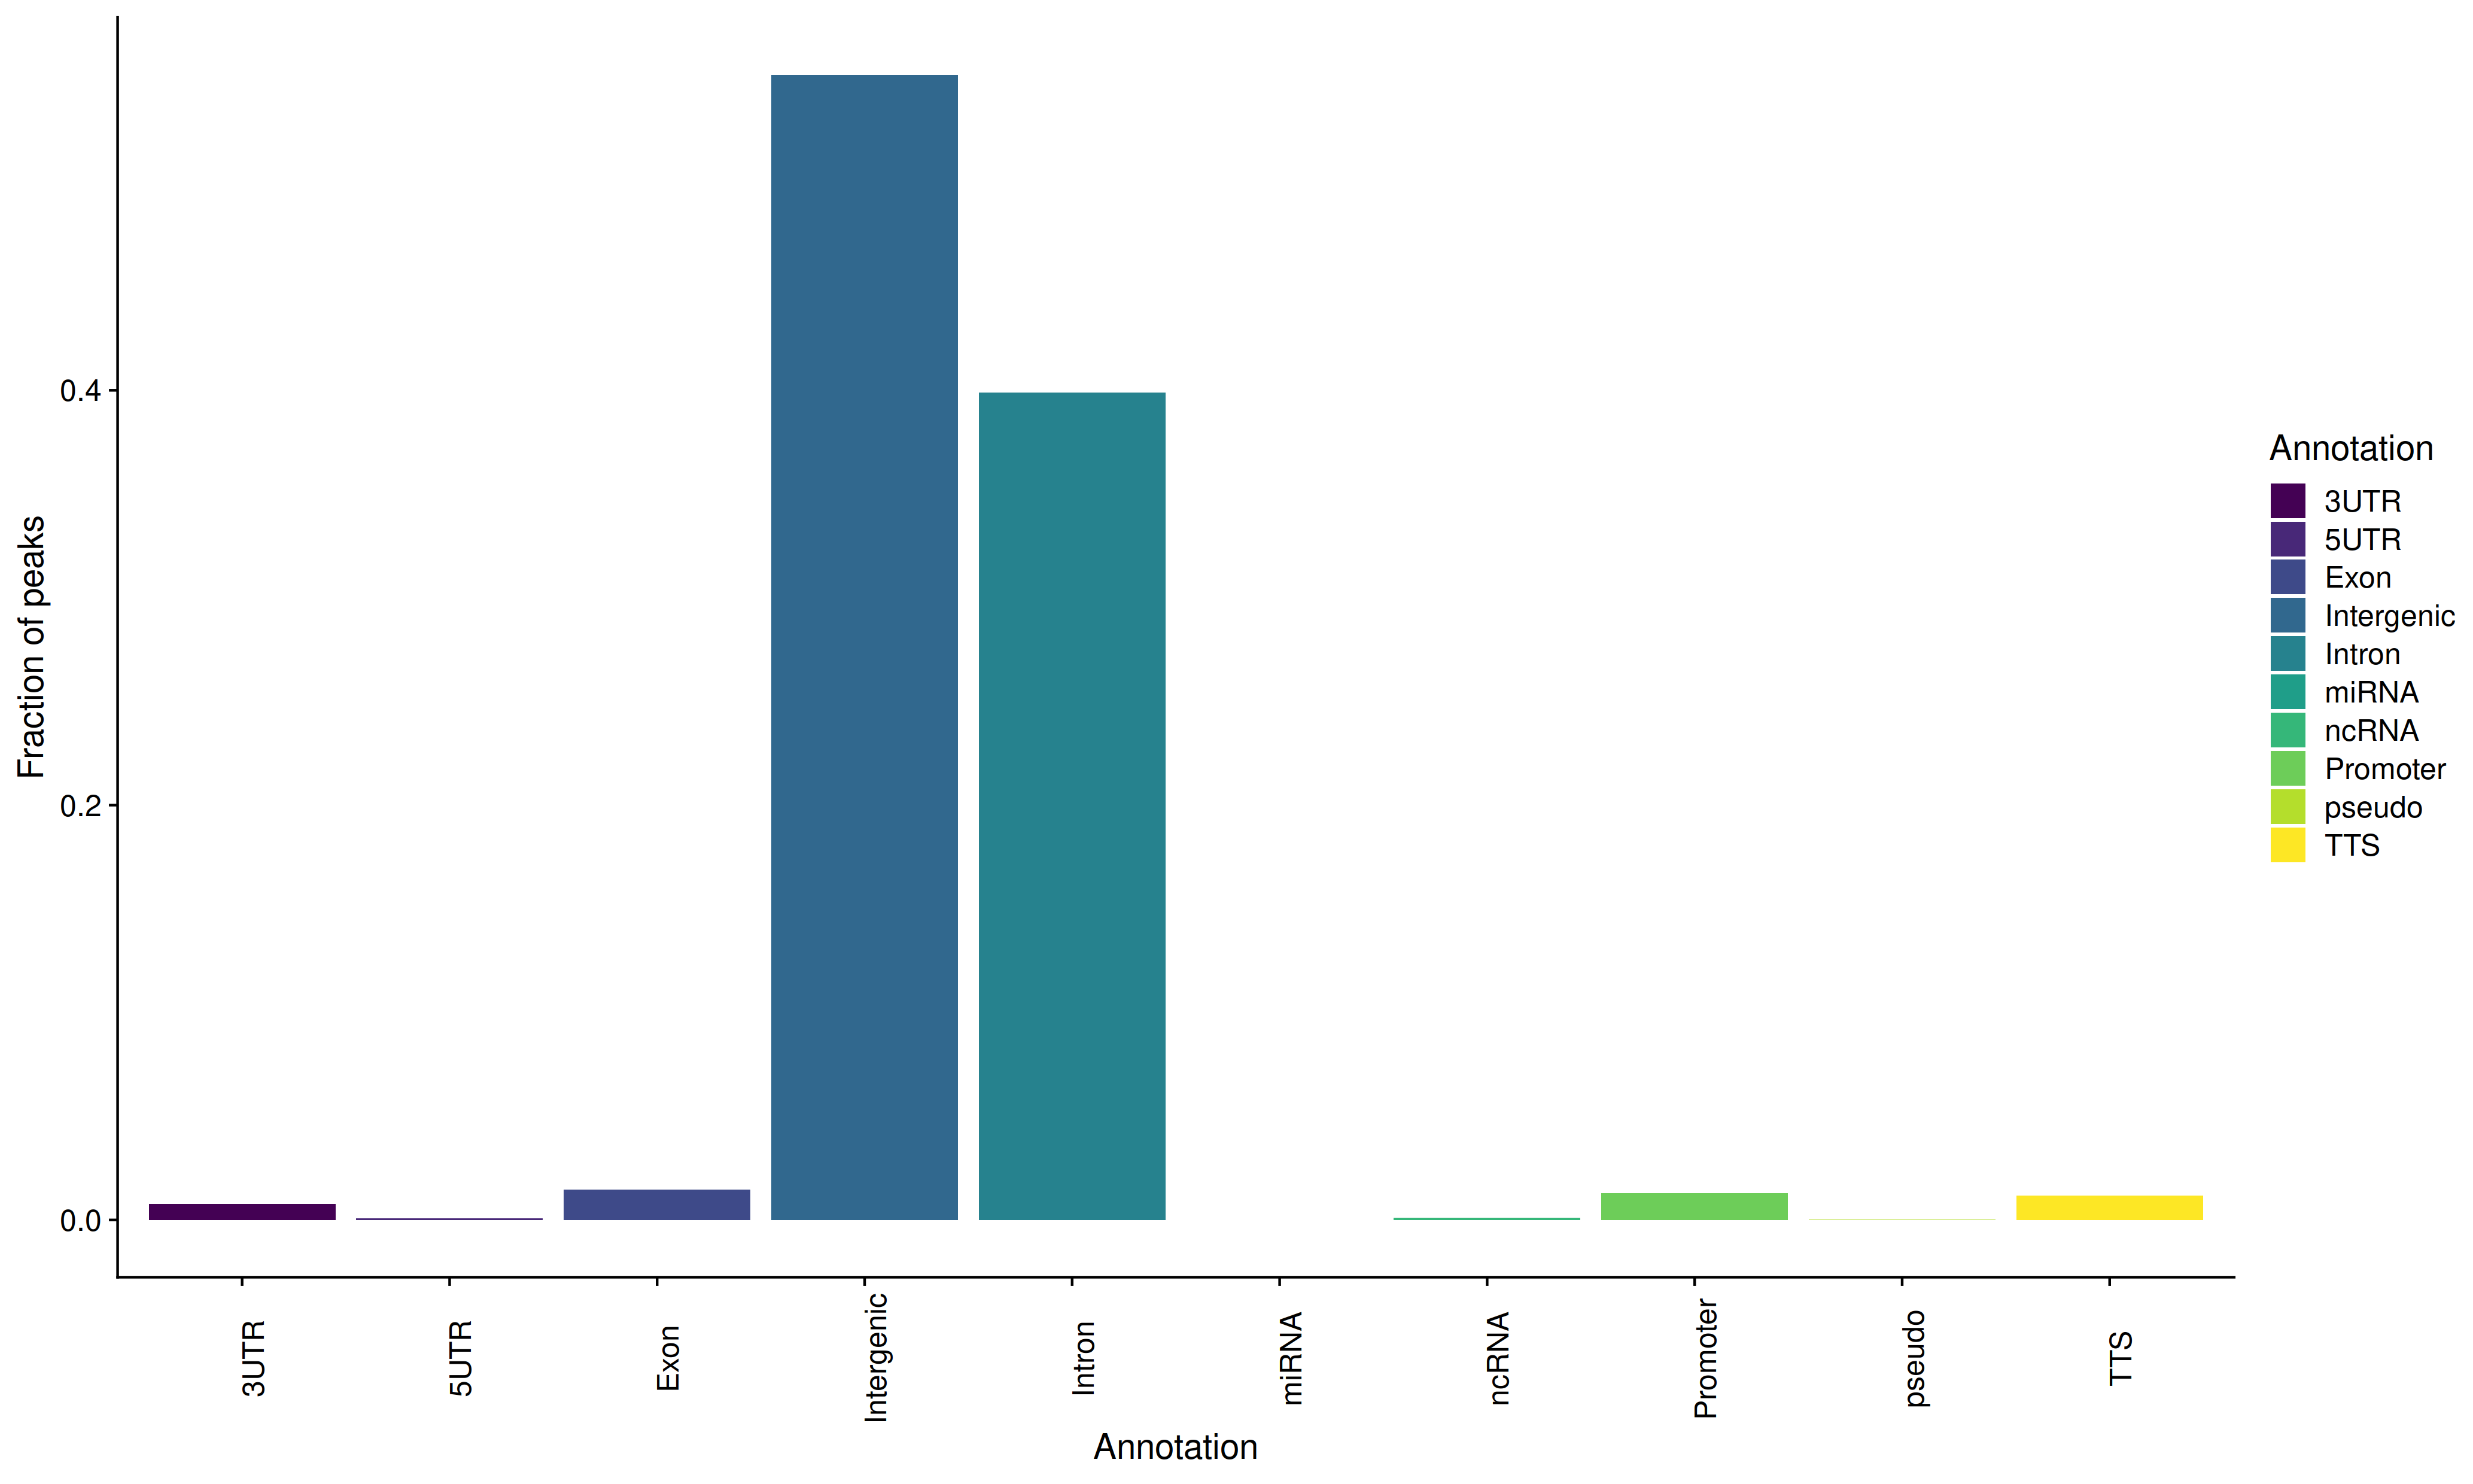 Fraction of peaks
0.4
0.2
0.0
3UTR
5UTR
Exon
Intergenic
Intron
miRNA
ncRNA
Promoter
pseudo
TTS
Annotation
Annotation
3UTR
5UTR
Exon
Intergenic
Intron
miRNA
ncRNA
Promoter
pseudo
TTS